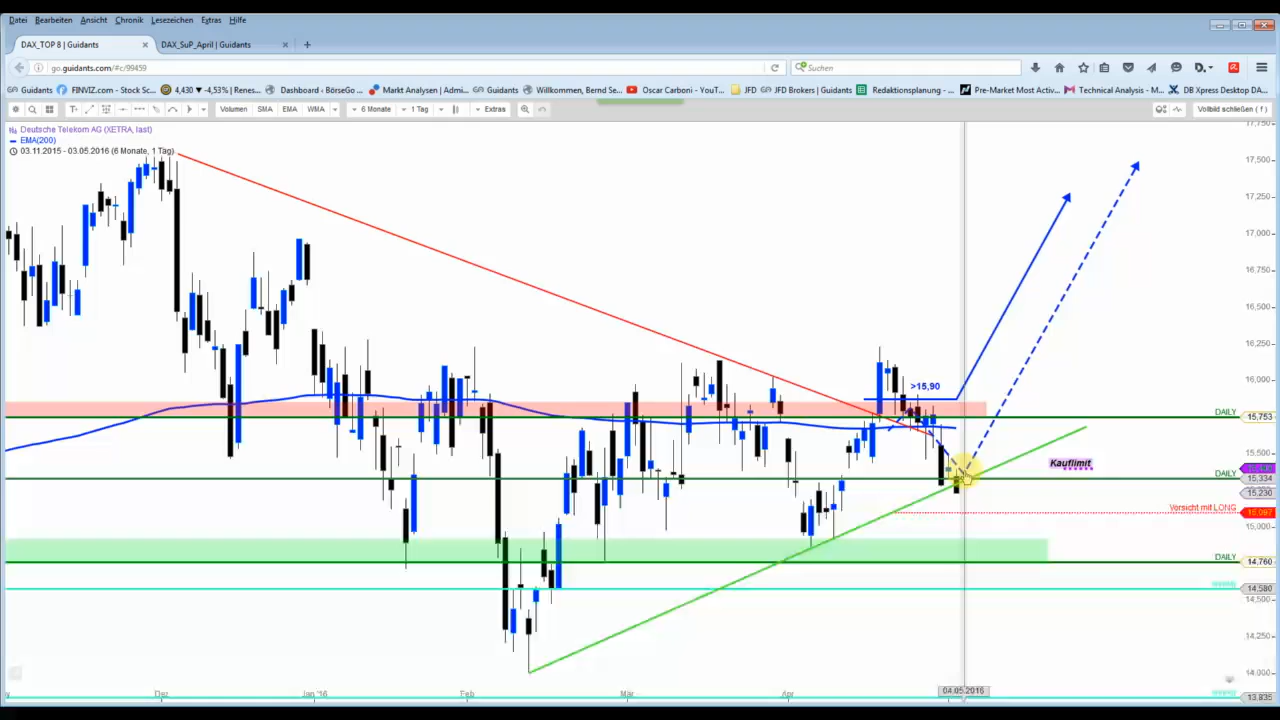 Datei Bearbeiten Ansicht Chronik Lesezeichen Extras Hilfe
DAX_TOP 8 | Guidants × DAX_SuP_April | Guidants × +
go.guidants.com/#c/99459 Suchen
Guidants FINVIZ.com - Stock Sc... 4,430 ▼ -4,53% | Renes... Dashboard - BörseGo ... Markt Analysen | Admi... Guidants Willkommen, Bernd Se... Oscar Carboni - YouT... JFD JFD Brokers | Guidants Redaktionsplanung - ... Pre-Market Most Activ... Technical Analysis - M... DB Xpress Desktop DA...
Volumen SMA EMA WMA 6 Monate 1 Tag Extras Vollbild schließen ( f )
Deutsche Telekom AG (XETRA, last)
EMA(200)
03.11.2015 - 03.05.2016 (6 Monate, 1 Tag)
17,750
17,500
17,250
17,000
16,750
16,500
16,250
16,000
>15,90
DAILY 15,753
15,500
Kauflimit
DAILY 15,334
15,230
Vorsicht mit LONG 15,097
15,000
DAILY 14,760
14,580
14,500
14,250
14,000
Dez Jan '16 Feb Mär Apr 04.05.2016
13,835